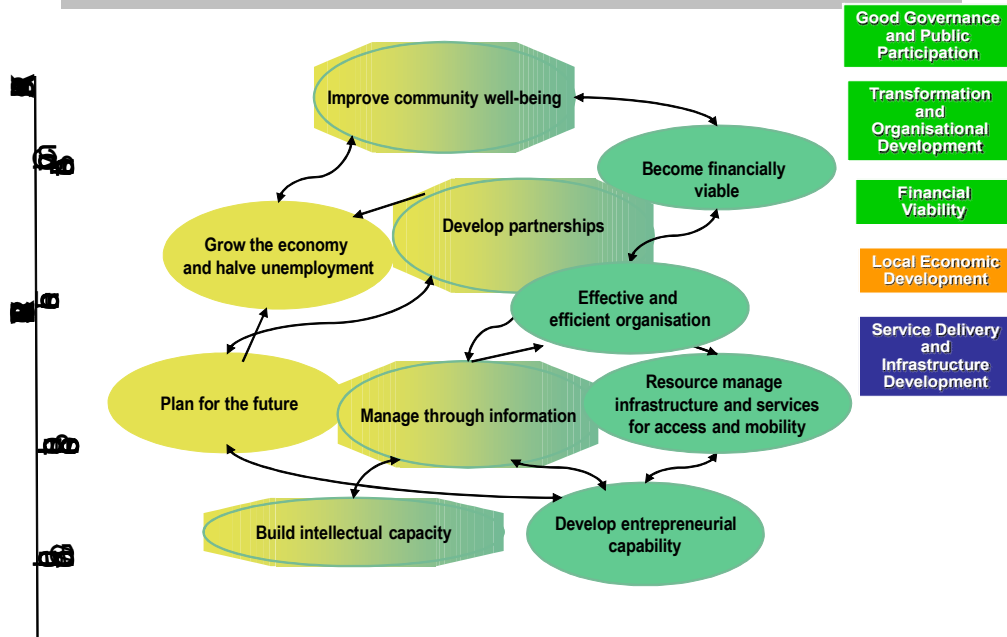 Good Governance
and Public
Participation
Improve community well-being
Transformation
and
Organisational
Development
Become financially
viable
Develop partnerships
Financial
Viability
Grow the economy
and halve unemployment
Local Economic
Development
Effective and
efficient organisation
Service Delivery
and
Infrastructure
Development
Plan for the future
Manage through information
Resource manage
infrastructure and services
for access and mobility
Build intellectual capacity
Develop entrepreneurial
capability